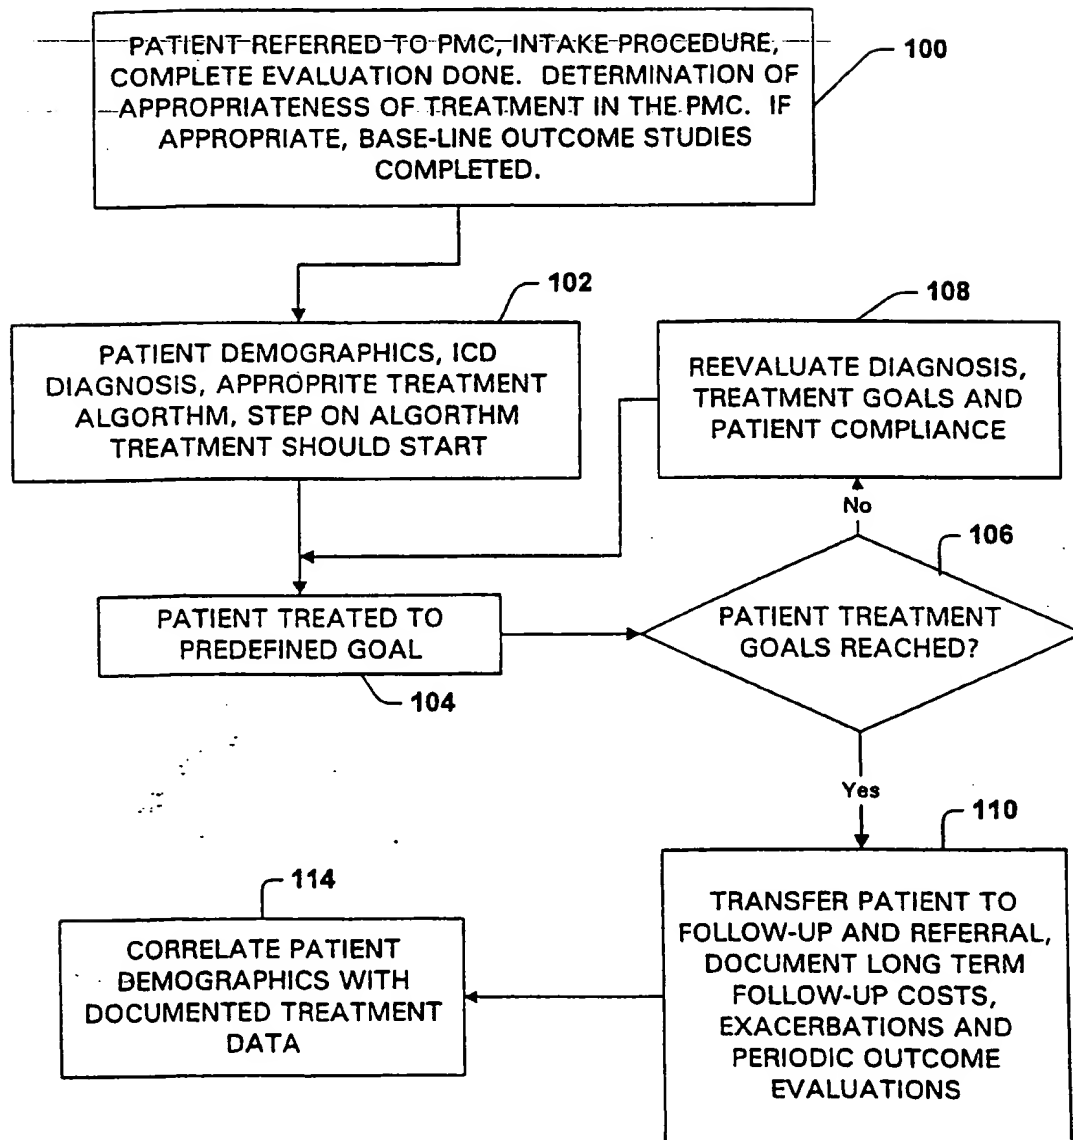 PATIENT REFERRED TO PMC, INTAKE PROCEDURE,
COMPLETE EVALUATION DONE. DETERMINATION OF
APPROPRIATENESS OF TREATMENT IN THE PMC. IF
APPROPRIATE, BASE-LINE OUTCOME STUDIES
COMPLETED.
100
102
PATIENT DEMOGRAPHICS, ICD
DIAGNOSIS, APPROPRITE TREATMENT
ALGORTHM, STEP ON ALGORTHM
TREATMENT SHOULD START
108
REEVALUATE DIAGNOSIS,
TREATMENT GOALS AND
PATIENT COMPLIANCE
No
106
PATIENT TREATED TO
PREDEFINED GOAL
104
PATIENT TREATMENT
GOALS REACHED?
Yes
110
TRANSFER PATIENT TO
FOLLOW-UP AND REFERRAL,
DOCUMENT LONG TERM
FOLLOW-UP COSTS,
EXACERBATIONS AND
PERIODIC OUTCOME
EVALUATIONS
114
CORRELATE PATIENT
DEMOGRAPHICS WITH
DOCUMENTED TREATMENT
DATA